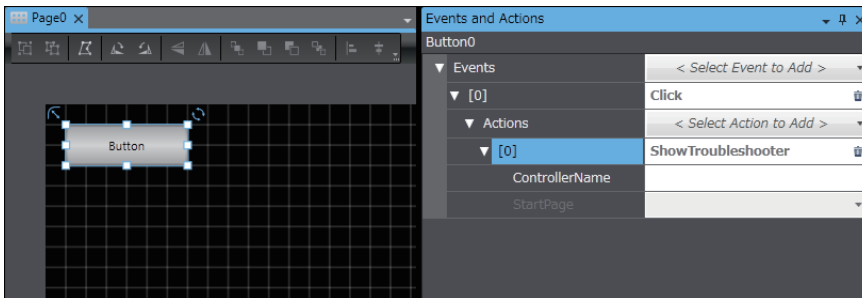 Page0
Button
Events and Actions
Button0
Events
< Select Event to Add >
[0]
Click
Actions
< Select Action to Add >
[0]
ShowTroubleshooter
ControllerName
StartPage